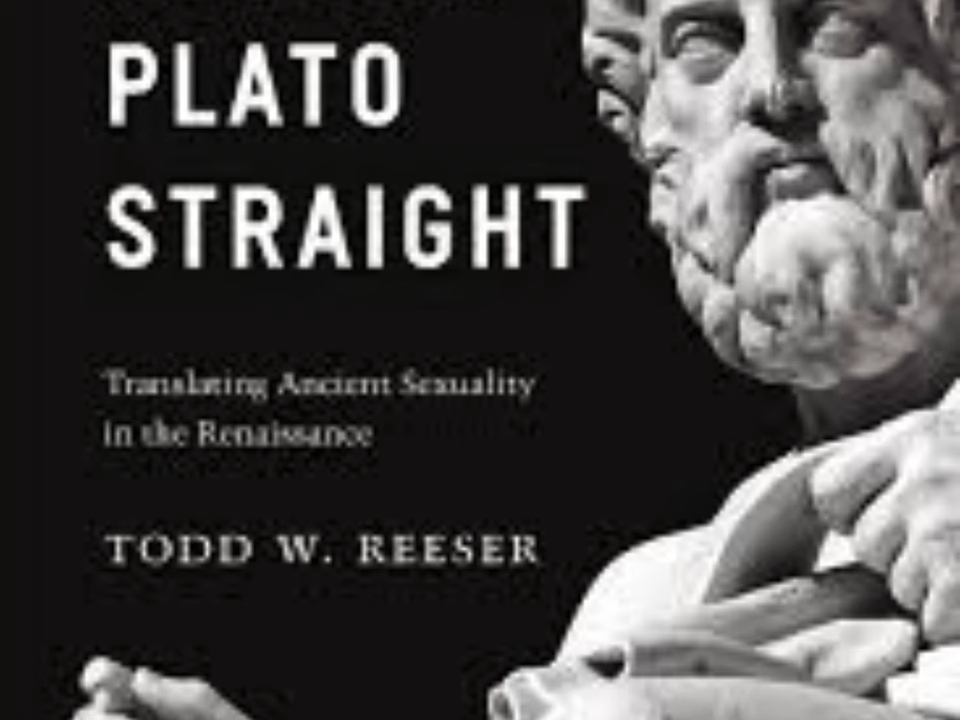 PLATO
STRAIGHT
Translating Ancient Sexuality
in the Renaissance
TODD W. REESER